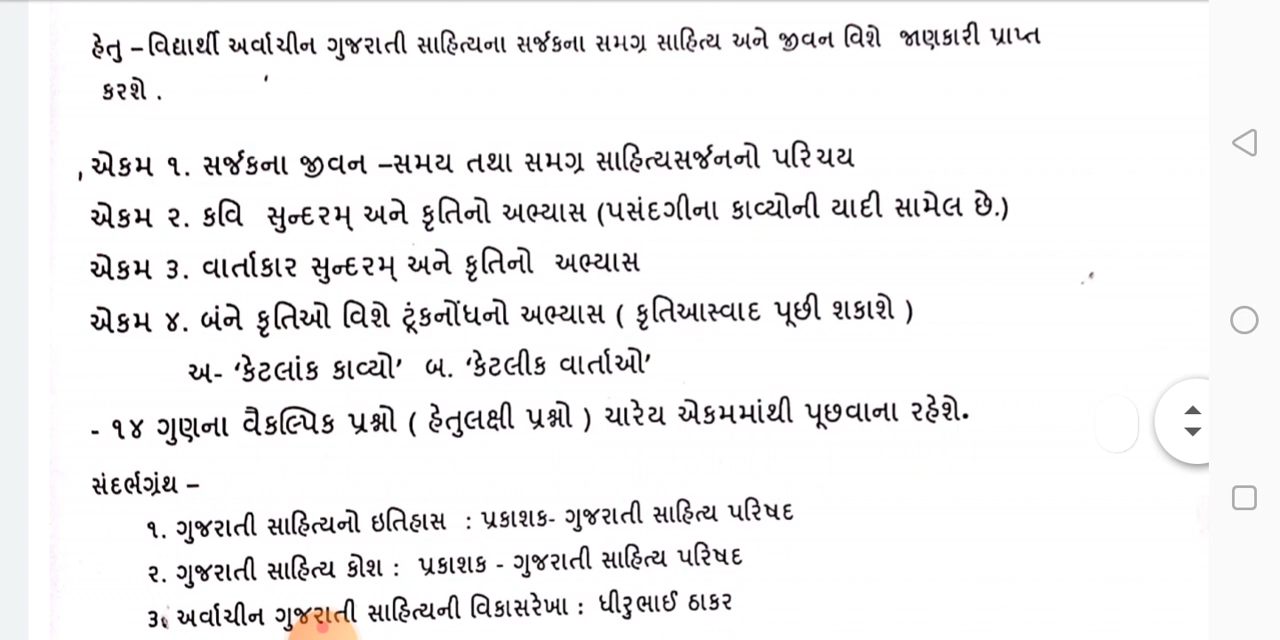 હેતુ – વિદ્યાર્થી અર્વાચીન ગુજરાતી સાહિત્યના સર્જકના સમગ્ર સાહિત્ય અને જીવન વિશે જાણકારી પ્રાપ્ત
કરશે .
એકમ ૧. સર્જકના જીવન –સમય તથા સમગ્ર સાહિત્યસર્જનનો પરિચય
એકમ ૨. કવિ સુન્દરમ્ અને કૃતિનો અભ્યાસ (પસંદગીના કાવ્યોની યાદી સામેલ છે.)
એકમ ૩. વાર્તાકાર સુન્દરમ્ અને કૃતિનો અભ્યાસ
એકમ ૪. બંને કૃતિઓ વિશે ટૂંકનોંધનો અભ્યાસ ( કૃતિઆસ્વાદ પૂછી શકાશે )
અ- ‘કેટલાંક કાવ્યો’ બ. ‘કેટલીક વાર્તાઓ’
- ૧૪ ગુણના વૈકલ્પિક પ્રશ્નો ( હેતુલક્ષી પ્રશ્નો ) ચારેય એકમમાંથી પૂછવાના રહેશે.
સંદર્ભગ્રંથ –
૧. ગુજરાતી સાહિત્યનો ઇતિહાસ : પ્રકાશક- ગુજરાતી સાહિત્ય પરિષદ
૨. ગુજરાતી સાહિત્ય કોશ : પ્રકાશક - ગુજરાતી સાહિત્ય પરિષદ
૩. અર્વાચીન ગુજરાતી સાહિત્યની વિકાસરેખા : ધીરુભાઈ ઠાકર